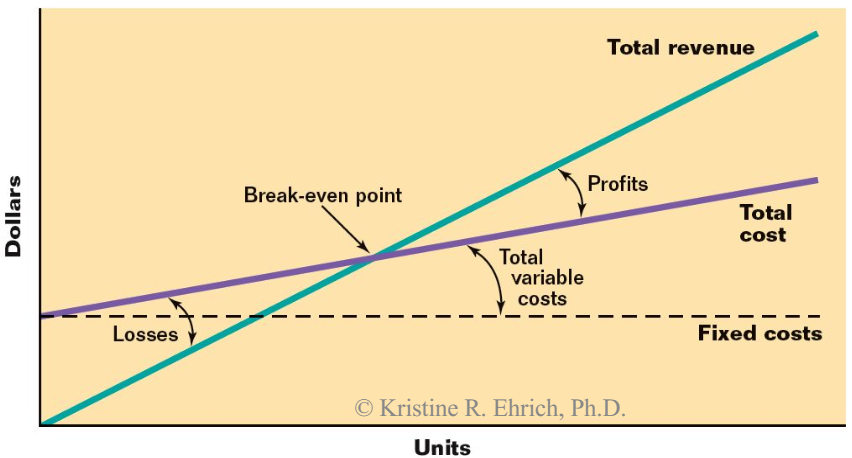 Total revenue
Profits
Break-even point
Total
cost
Total
variable
costs
Losses
Fixed costs
© Kristine R. Ehrich, Ph.D.
Dollars
Units